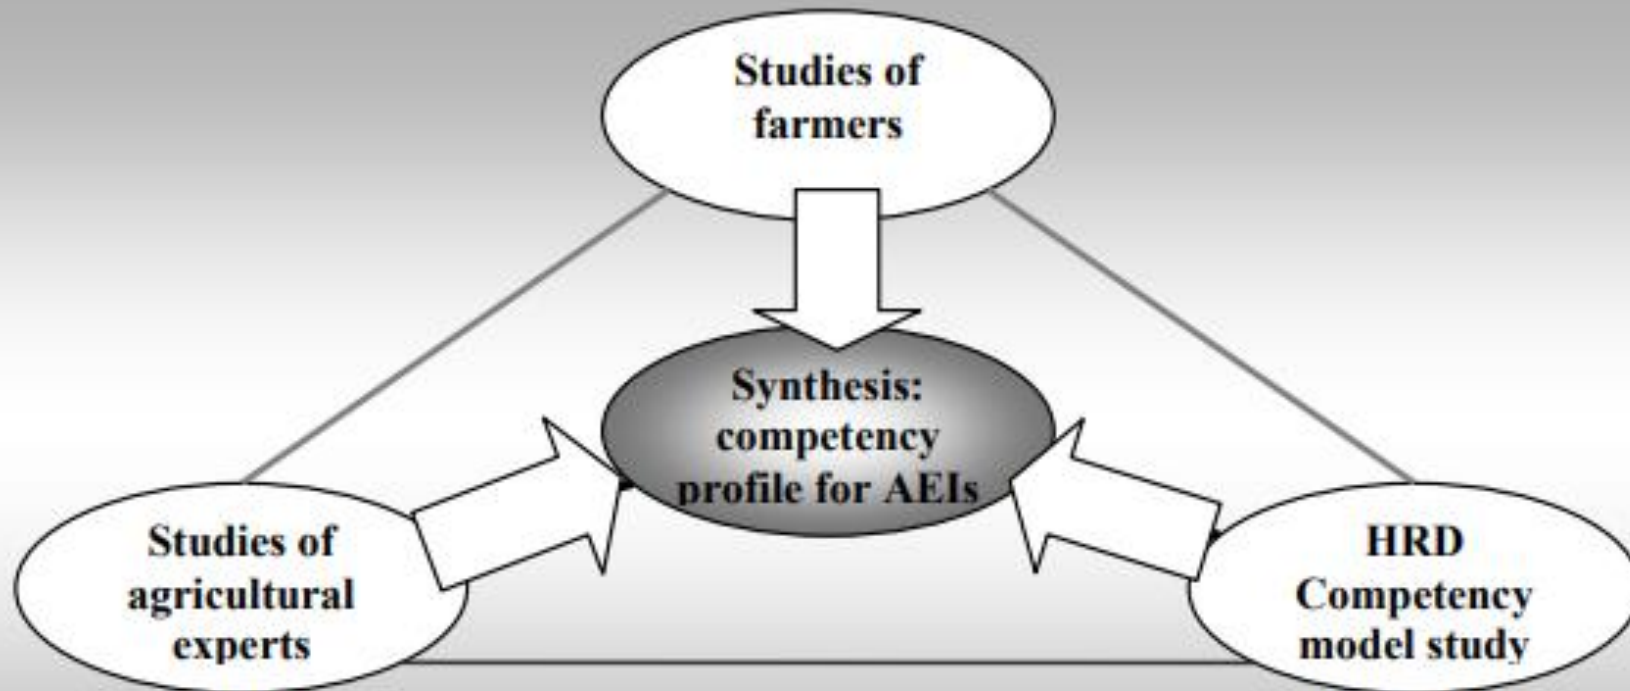 Studies of
farmers
Synthesis:
competency
profile for AEIs
Studies of
agricultural
experts
HRD
Competency
model study